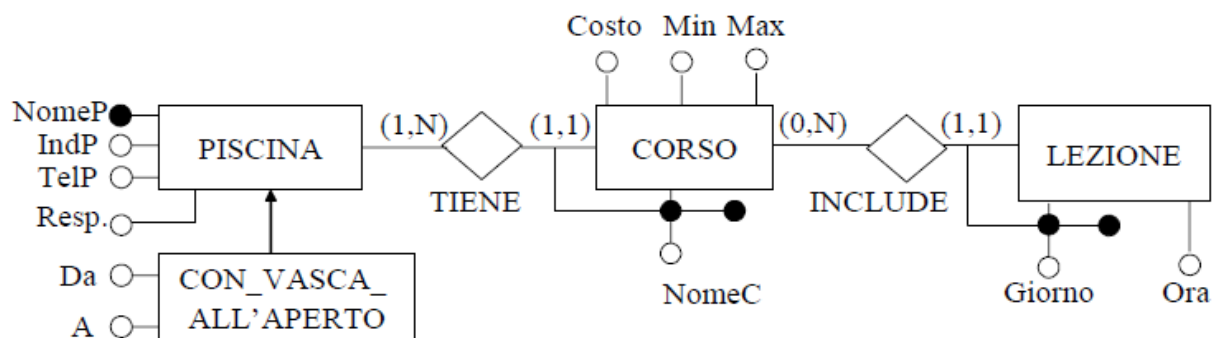 Costo Min Max
NomeP
IndP
TelP
Resp.
PISCINA
(1,N)
TIENE
(1,1)
CORSO
(0,N)
INCLUDE
(1,1)
LEZIONE
Da
A
CON_VASCA_
ALL'APERTO
NomeC
Giorno
Ora